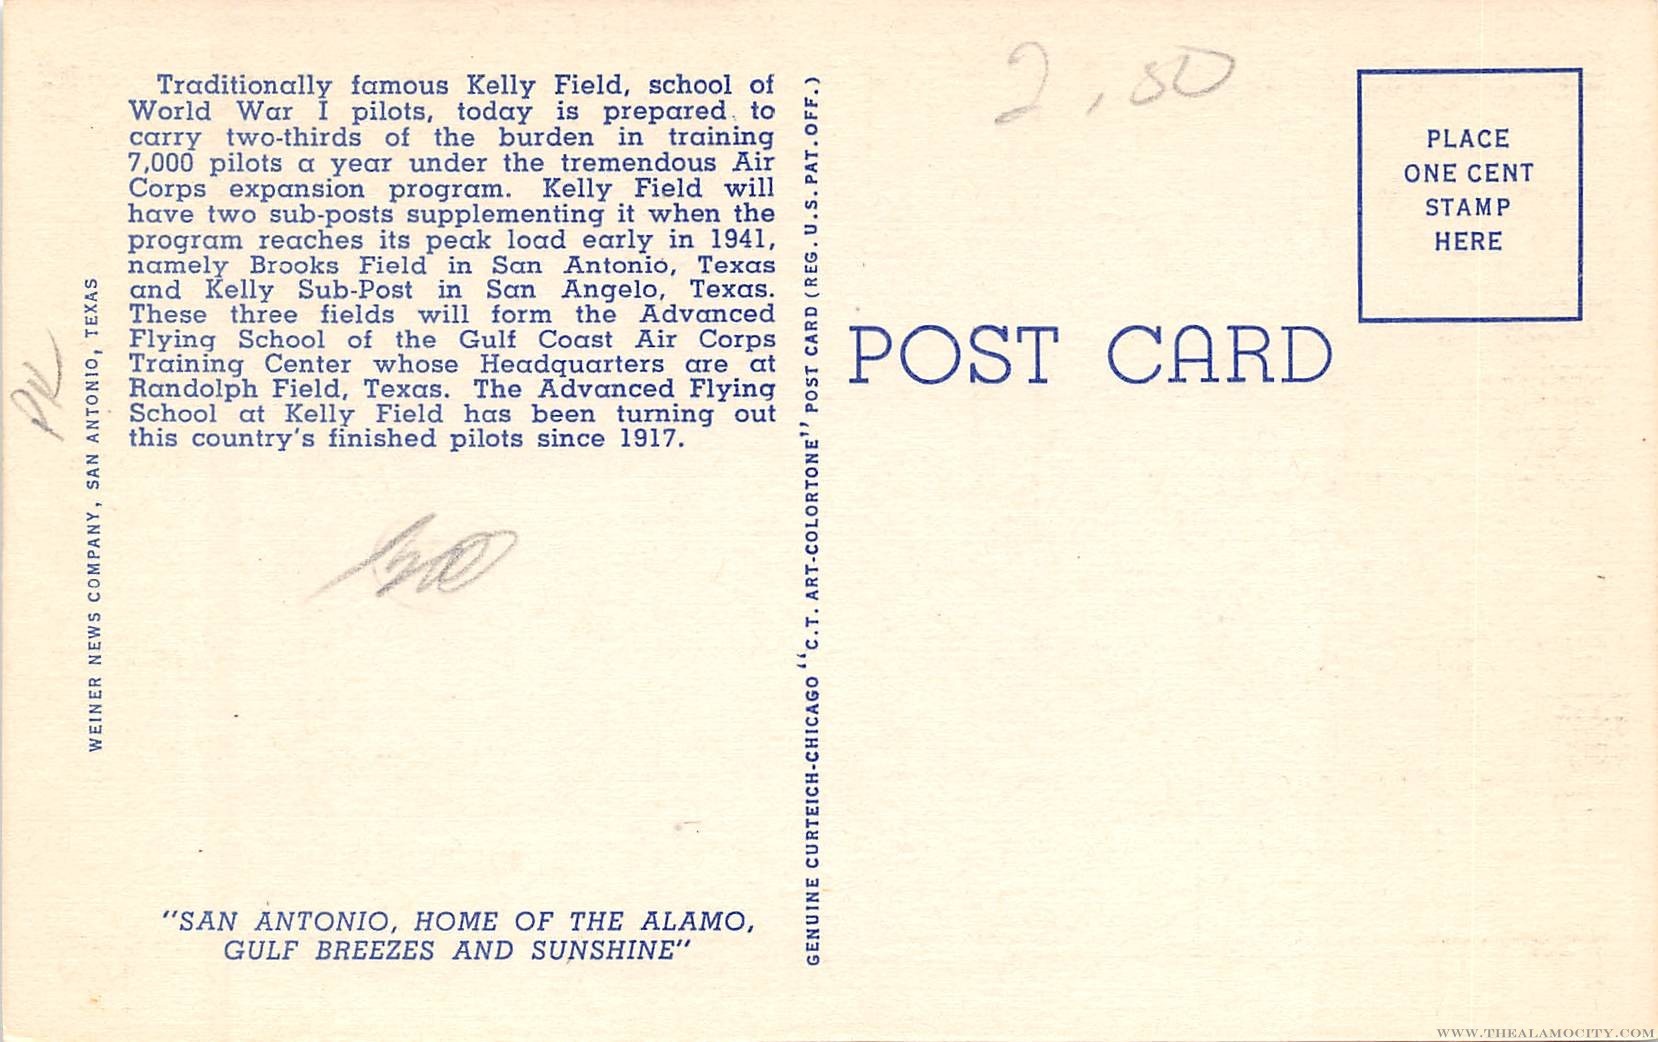 Traditionally famous Kelly Field, school of
World War I pilots, today is prepared to
carry two-thirds of the burden in training
7,000 pilots a year under the tremendous Air
Corps expansion program. Kelly Field will
have two sub-posts supplementing it when the
program reaches its peak load early in 1941,
namely Brooks Field in San Antonio, Texas
and Kelly Sub-Post in San Angelo, Texas.
These three fields will form the Advanced
Flying School of the Gulf Coast Air Corps
Training Center whose Headquarters are at
Randolph Field, Texas. The Advanced Flying
School at Kelly Field has been turning out
this country's finished pilots since 1917.
WEINER NEWS COMPANY, SAN ANTONIO, TEXAS
"SAN ANTONIO, HOME OF THE ALAMO,
GULF BREEZES AND SUNSHINE"
GENUINE CURTEICH-CHICAGO "C.T. ART-COLORTONE" POST CARD (REG. U.S. PAT. OFF.)
2,50
PLACE
ONE CENT
STAMP
HERE
POST CARD
WWW.THEALAMOCITY.COM